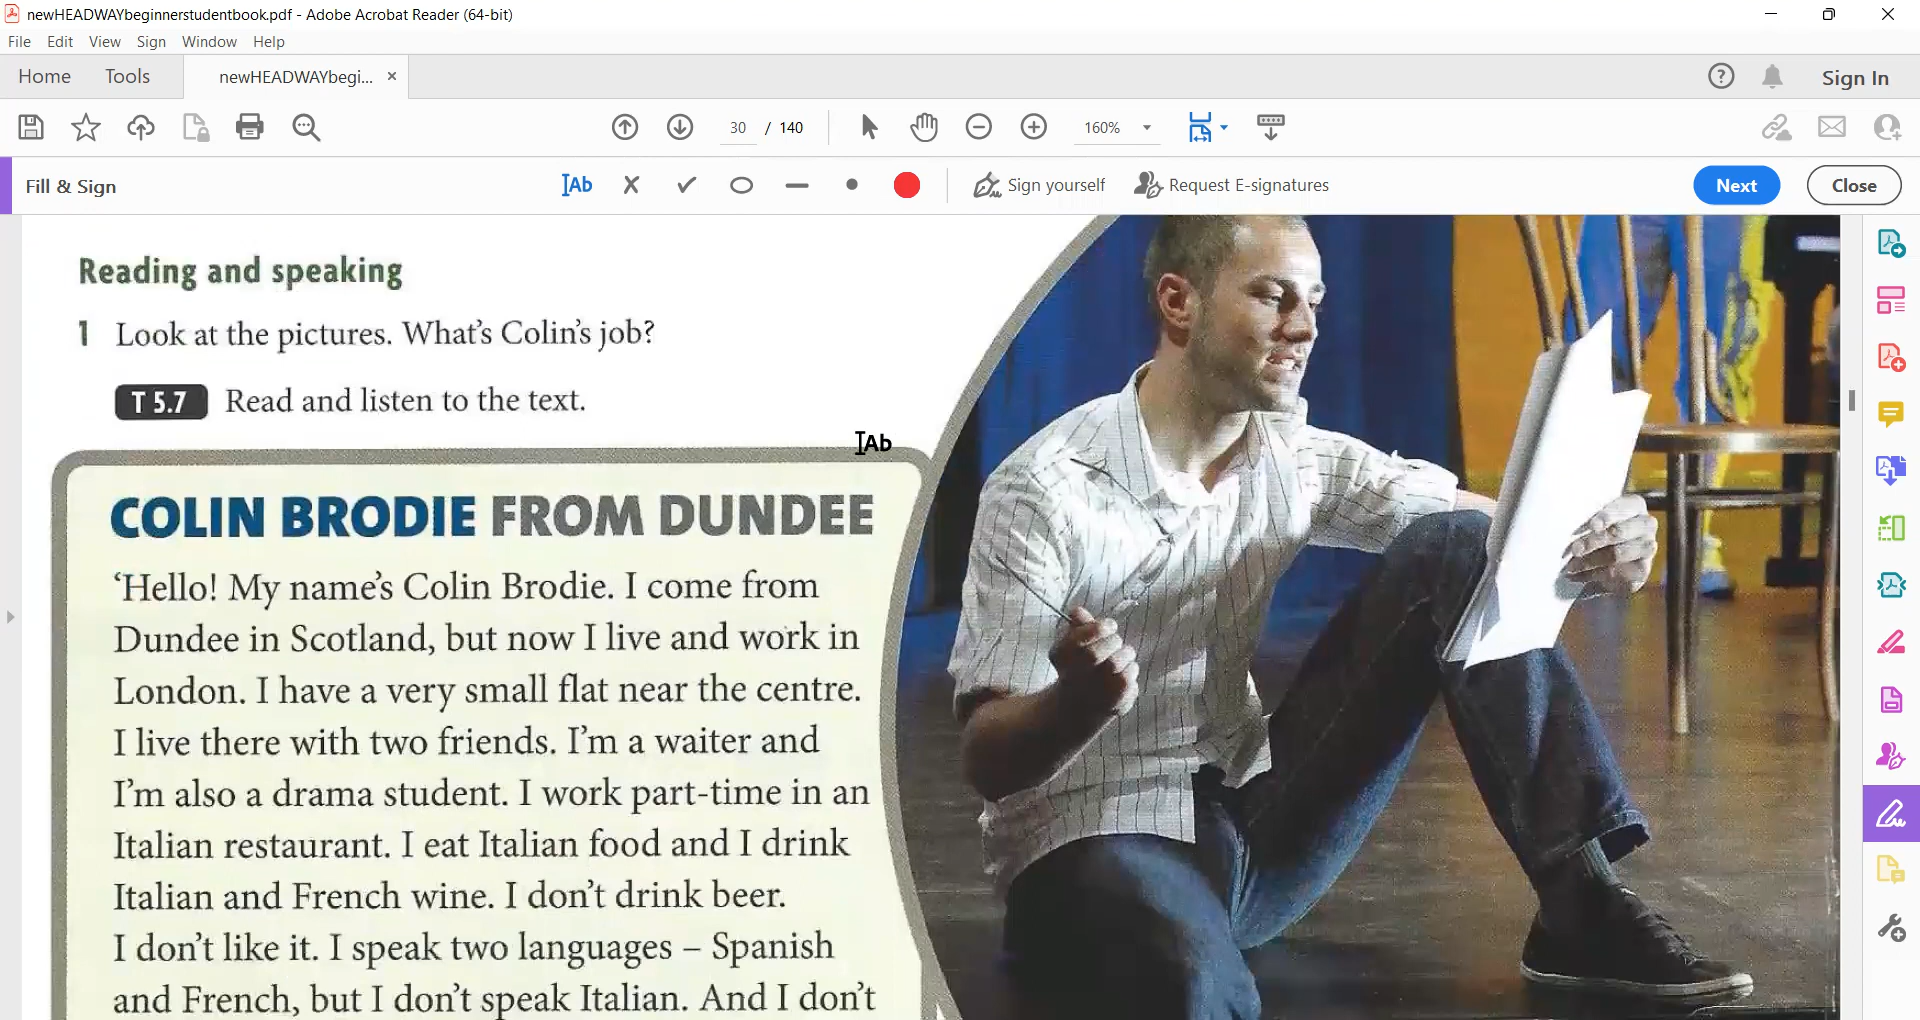 newHEADWAYbeginnerstudentbook.pdf - Adobe Acrobat Reader (64-bit)
File Edit View Sign Window Help
Home Tools newHEADWAYbegi... × Sign In
30 / 140 160%
Fill & Sign Ab Sign yourself Request E-signatures Next Close
Reading and speaking
1 Look at the pictures. What's Colin's job?
T 5.7 Read and listen to the text.
Ab
COLIN BRODIE FROM DUNDEE
‘Hello! My name's Colin Brodie. I come from
Dundee in Scotland, but now I live and work in
London. I have a very small flat near the centre.
I live there with two friends. I'm a waiter and
I'm also a drama student. I work part-time in an
Italian restaurant. I eat Italian food and I drink
Italian and French wine. I don't drink beer.
I don't like it. I speak two languages – Spanish
and French, but I don't speak Italian. And I don't